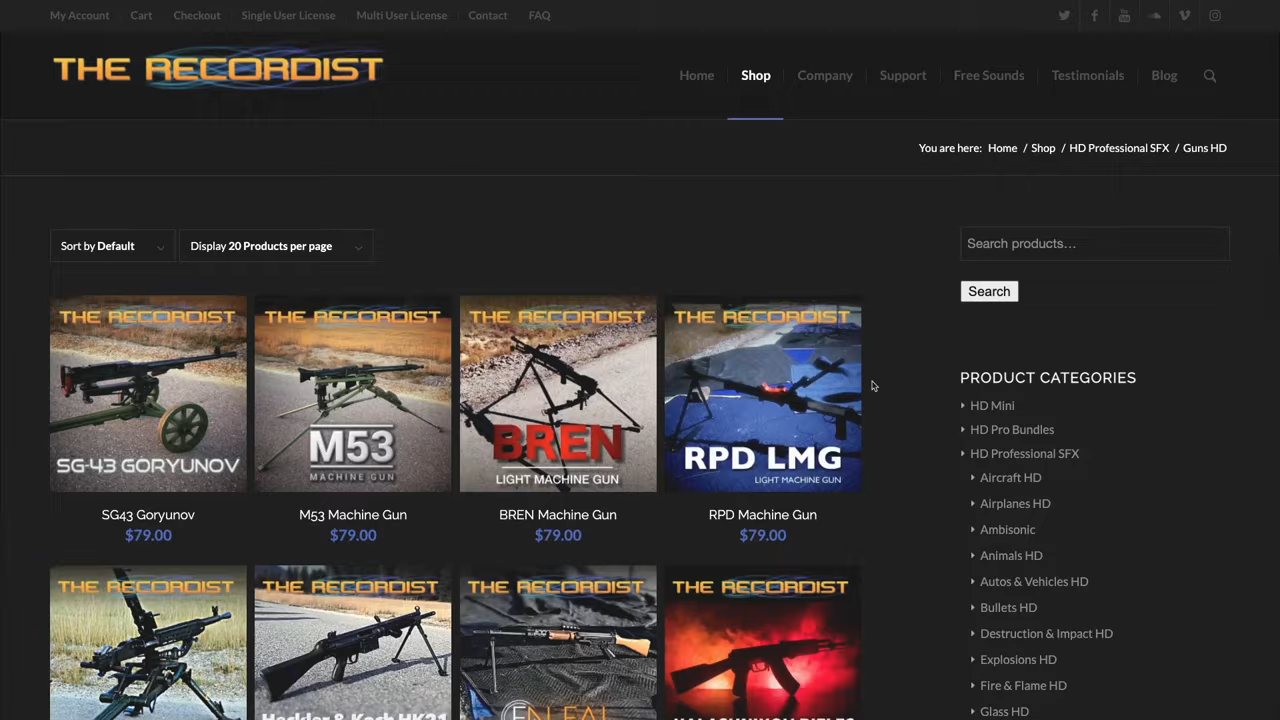 My Account Cart Checkout Single User License Multi User License Contact FAQ
THE RECORDIST
Home Shop Company Support Free Sounds Testimonials Blog
You are here: Home / Shop / HD Professional SFX / Guns HD
Sort by Default
Display 20 Products per page
Search products...
Search
THE RECORDIST
SG-43 GORYUNOV
SG43 Goryunov
$79.00
THE RECORDIST
M53
MACHINE GUN
M53 Machine Gun
$79.00
THE RECORDIST
BREN
LIGHT MACHINE GUN
BREN Machine Gun
$79.00
THE RECORDIST
RPD LMG
LIGHT MACHINE GUN
RPD Machine Gun
$79.00
THE RECORDIST
THE RECORDIST
Heckler & Koch HK21
THE RECORDIST
THE RECORDIST
KALASHNIKOV RIFLES
PRODUCT CATEGORIES
HD Mini
HD Pro Bundles
HD Professional SFX
Aircraft HD
Airplanes HD
Ambisonic
Animals HD
Autos & Vehicles HD
Bullets HD
Destruction & Impact HD
Explosions HD
Fire & Flame HD
Glass HD